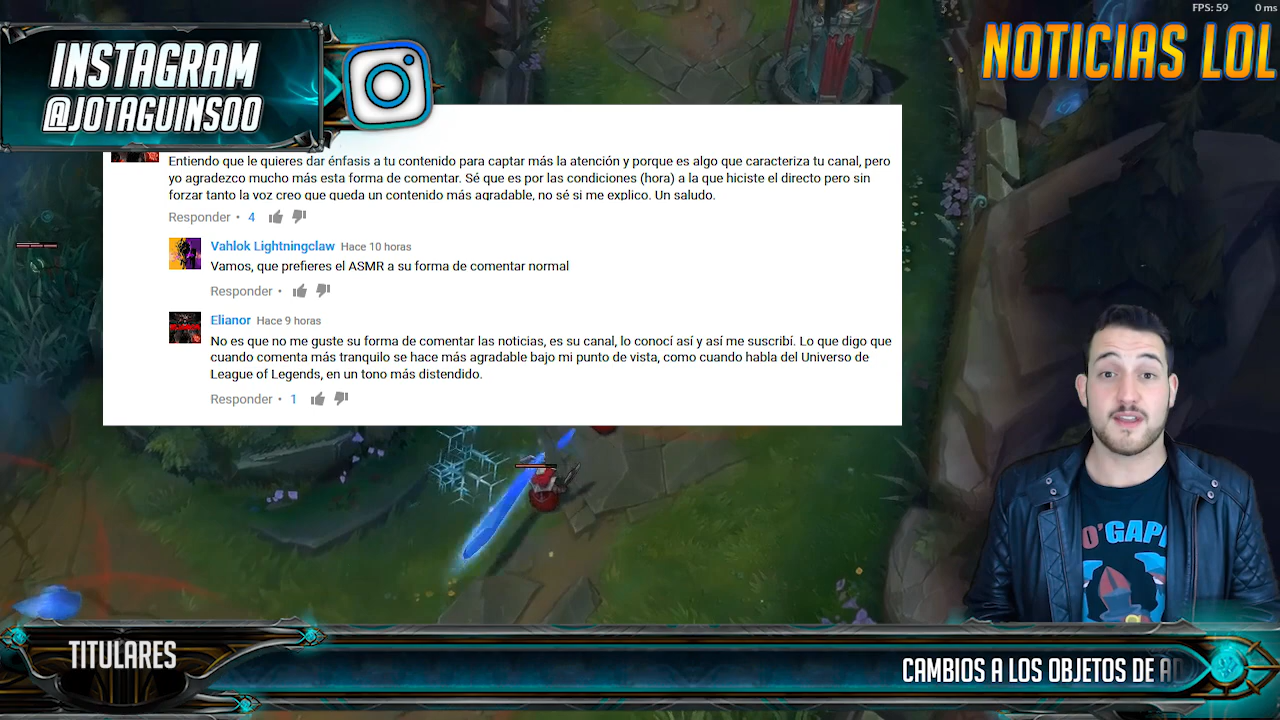 FPS: 59 0 ms
INSTAGRAM
@JOTAGUINSOO
NOTICIAS LOL
Entiendo que le quieres dar énfasis a tu contenido para captar más la atención y porque es algo que caracteriza tu canal, pero
yo agradezco mucho más esta forma de comentar. Sé que es por las condiciones (hora) a la que hiciste el directo pero sin
forzar tanto la voz creo que queda un contenido más agradable, no sé si me explico. Un saludo.
Responder • 4
Vahlok Lightningclaw Hace 10 horas
Vamos, que prefieres el ASMR a su forma de comentar normal
Responder •
Elianor Hace 9 horas
No es que no me guste su forma de comentar las noticias, es su canal, lo conocí así y así me suscribí. Lo que digo que
cuando comenta más tranquilo se hace más agradable bajo mi punto de vista, como cuando habla del Universo de
League of Legends, en un tono más distendido.
Responder • 1
O'GAP
TITULARES
CAMBIOS A LOS OBJETOS DE AD